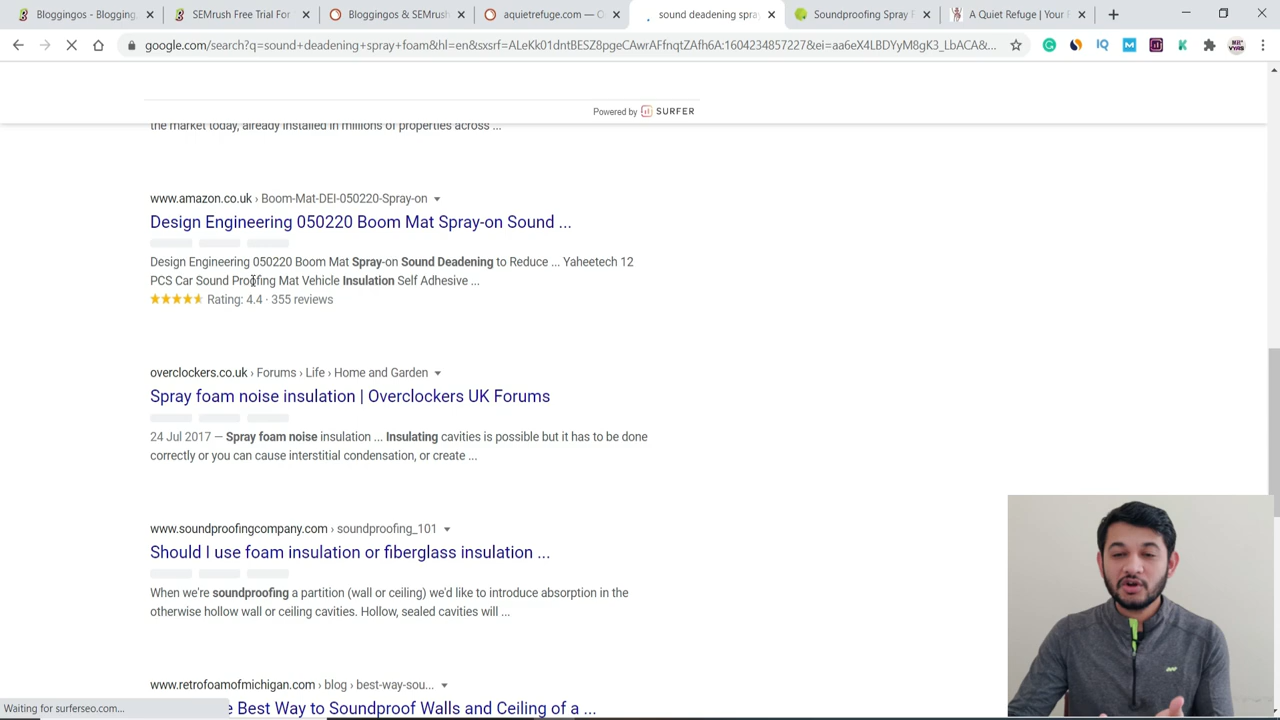 Bloggingos - Blogging
SEMrush Free Trial For
Bloggingos & SEMrush
aquietrefuge.com — O
sound deadening spray
Soundproofing Spray F
A Quiet Refuge | Your
google.com/search?q=sound+deadening+spray+foam&hl=en&sxsrf=ALeKk01dntBESZ8pgeCAwrAFfnqtZAfh6A:1604234857227&ei=aa6eX4LBDYyM8gK3_LbACA&...
Powered by SURFER
the market today, already installed in millions of properties across ...
www.amazon.co.uk › Boom-Mat-DEI-050220-Spray-on
Design Engineering 050220 Boom Mat Spray-on Sound ...
Design Engineering 050220 Boom Mat Spray-on Sound Deadening to Reduce ... Yaheetech 12
PCS Car Sound Proofing Mat Vehicle Insulation Self Adhesive ...
Rating: 4.4 · 355 reviews
overclockers.co.uk › Forums › Life › Home and Garden
Spray foam noise insulation | Overclockers UK Forums
24 Jul 2017 — Spray foam noise insulation ... Insulating cavities is possible but it has to be done
correctly or you can cause interstitial condensation, or create ...
www.soundproofingcompany.com › soundproofing_101
Should I use foam insulation or fiberglass insulation ...
When we're soundproofing a partition (wall or ceiling) we'd like to introduce absorption in the
otherwise hollow wall or ceiling cavities. Hollow, sealed cavities will ...
www.retrofoamofmichigan.com › blog › best-way-sou...
Best Way to Soundproof Walls and Ceiling of a ...
Waiting for surferseo.com...